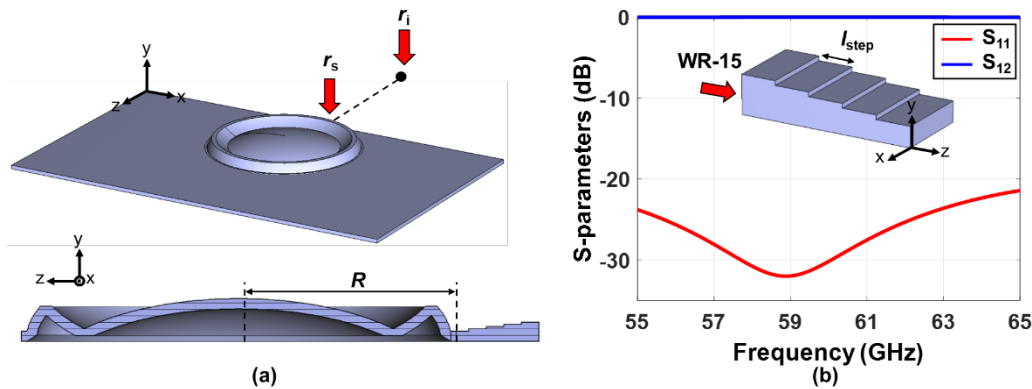 r_i
r_s
y
z
x
y
z
x
R
(a)
0
-10
-20
-30
S-parameters (dB)
55
57
59
61
63
65
Frequency (GHz)
WR-15
l_step
S₁₁
S₁₂
y
x
z
(b)